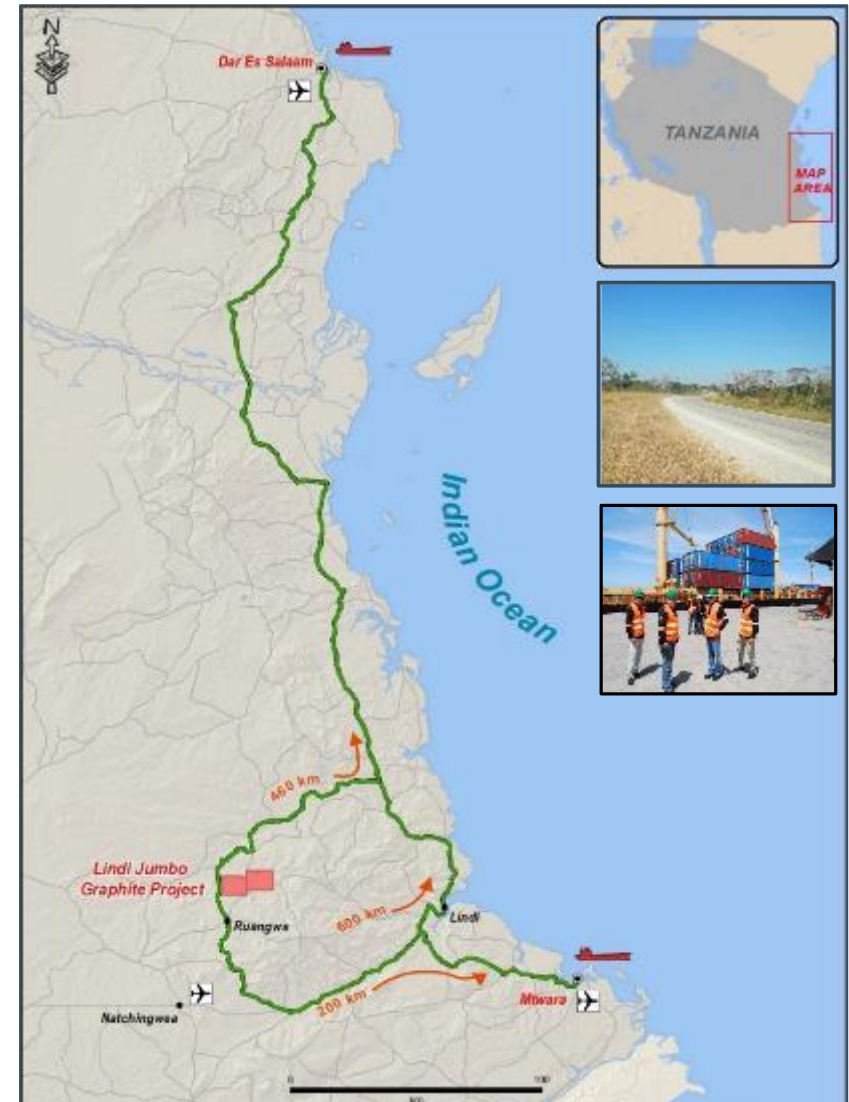 N
Dar Es Salaam
TANZANIA
MAP
AREA
Indian Ocean
460 km
Lindi Jumbo
Graphite Project
Ruangwa
600 km
Lindi
200 km
Mtwara
Natchingwea
0
100